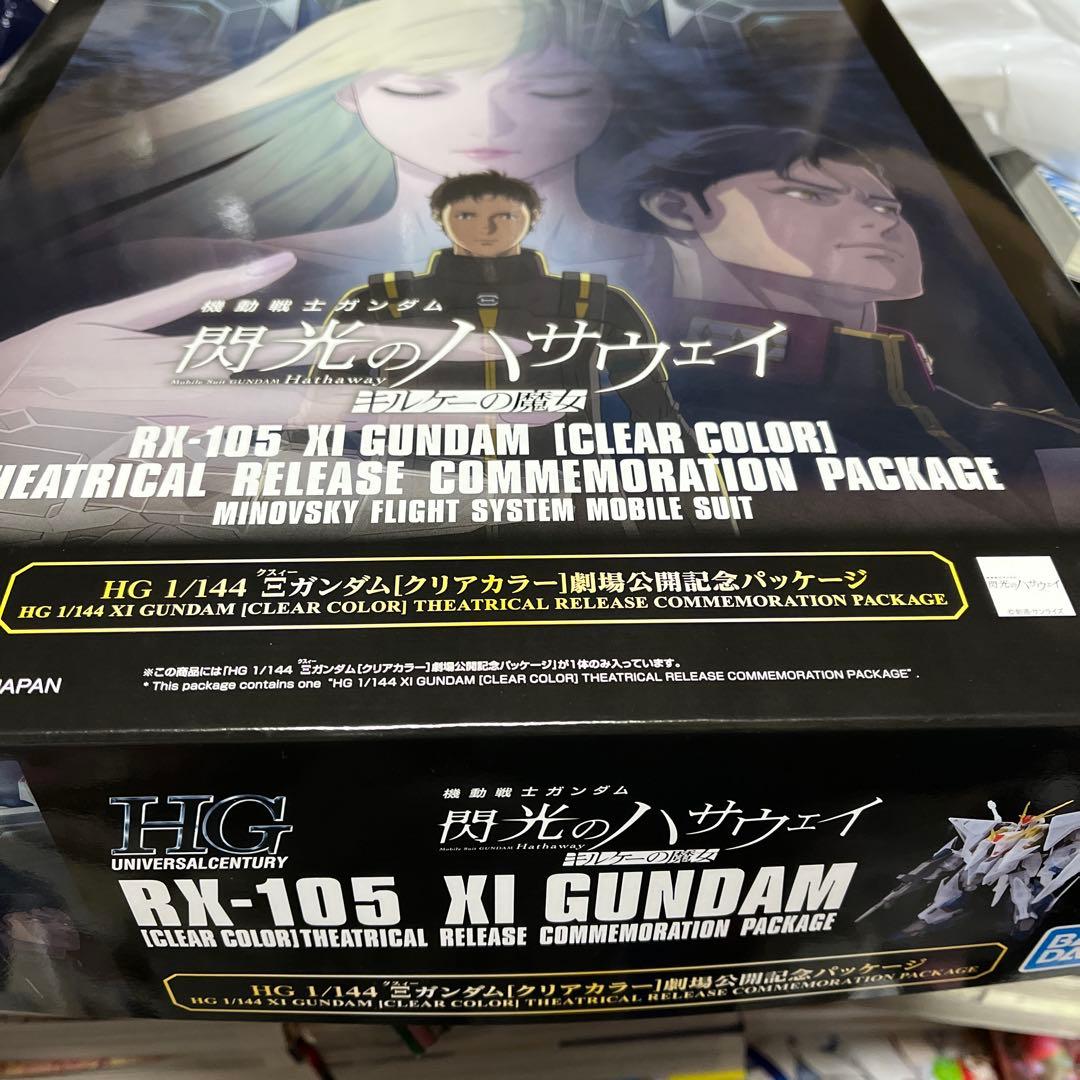 機動戦士ガンダム
閃光のハサウェイ
Mobile Suit GUNDAM Hathaway
キルケーの魔女
RX-105 ΞI GUNDAM [CLEAR COLOR]
THEATRICAL RELEASE COMMEMORATION PACKAGE
MINOVSKY FLIGHT SYSTEM MOBILE SUIT
クスィー
HG 1/144 Ξガンダム[クリアカラー]劇場公開記念パッケージ
HG 1/144 XI GUNDAM [CLEAR COLOR] THEATRICAL RELEASE COMMEMORATION PACKAGE
閃光のハサウェイ
©創通・サンライズ
クスィー
※この商品には「HG 1/144 Ξガンダム[クリアカラー]劇場公開記念パッケージ」が1体のみ入っています。
JAPAN
* This package contains one "HG 1/144 XI GUNDAM [CLEAR COLOR] THEATRICAL RELEASE COMMEMORATION PACKAGE".
HG
UNIVERSAL CENTURY
機動戦士ガンダム
閃光のハサウェイ
Mobile Suit GUNDAM Hathaway
キルケーの魔女
RX-105 XI GUNDAM
[CLEAR COLOR] THEATRICAL RELEASE COMMEMORATION PACKAGE
BA
DA
クスィー
HG 1/144 Ξガンダム[クリアカラー]劇場公開記念パッケージ
HG 1/144 XI GUNDAM [CLEAR COLOR] THEATRICAL RELEASE COMMEMORATION PACKAGE